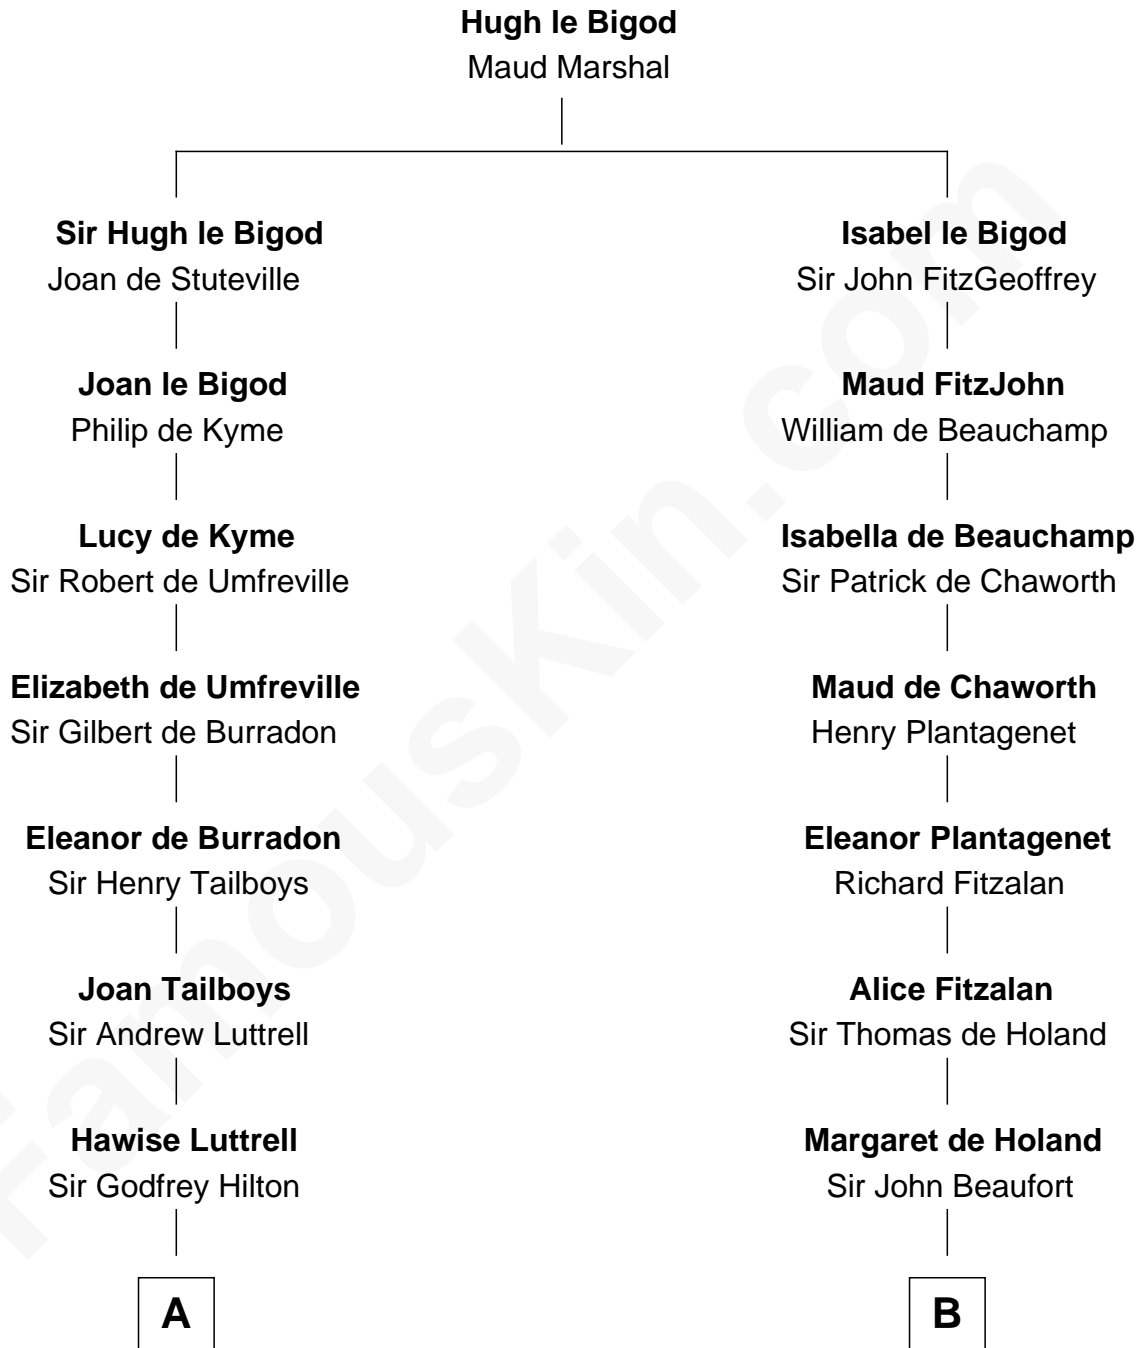 Hugh le Bigod
Maud Marshal
Sir Hugh le Bigod
Joan de Stuteville
Joan le Bigod
Philip de Kyme
Lucy de Kyme
Sir Robert de Umfreville
Elizabeth de Umfreville
Sir Gilbert de Burradon
Eleanor de Burradon
Sir Henry Tailboys
Joan Tailboys
Sir Andrew Luttrell
Hawise Luttrell
Sir Godfrey Hilton
A
Isabel le Bigod
Sir John FitzGeoffrey
Maud FitzJohn
William de Beauchamp
Isabella de Beauchamp
Sir Patrick de Chaworth
Maud de Chaworth
Henry Plantagenet
Eleanor Plantagenet
Richard Fitzalan
Alice Fitzalan
Sir Thomas de Holand
Margaret de Holand
Sir John Beaufort
B
FamousKin.com